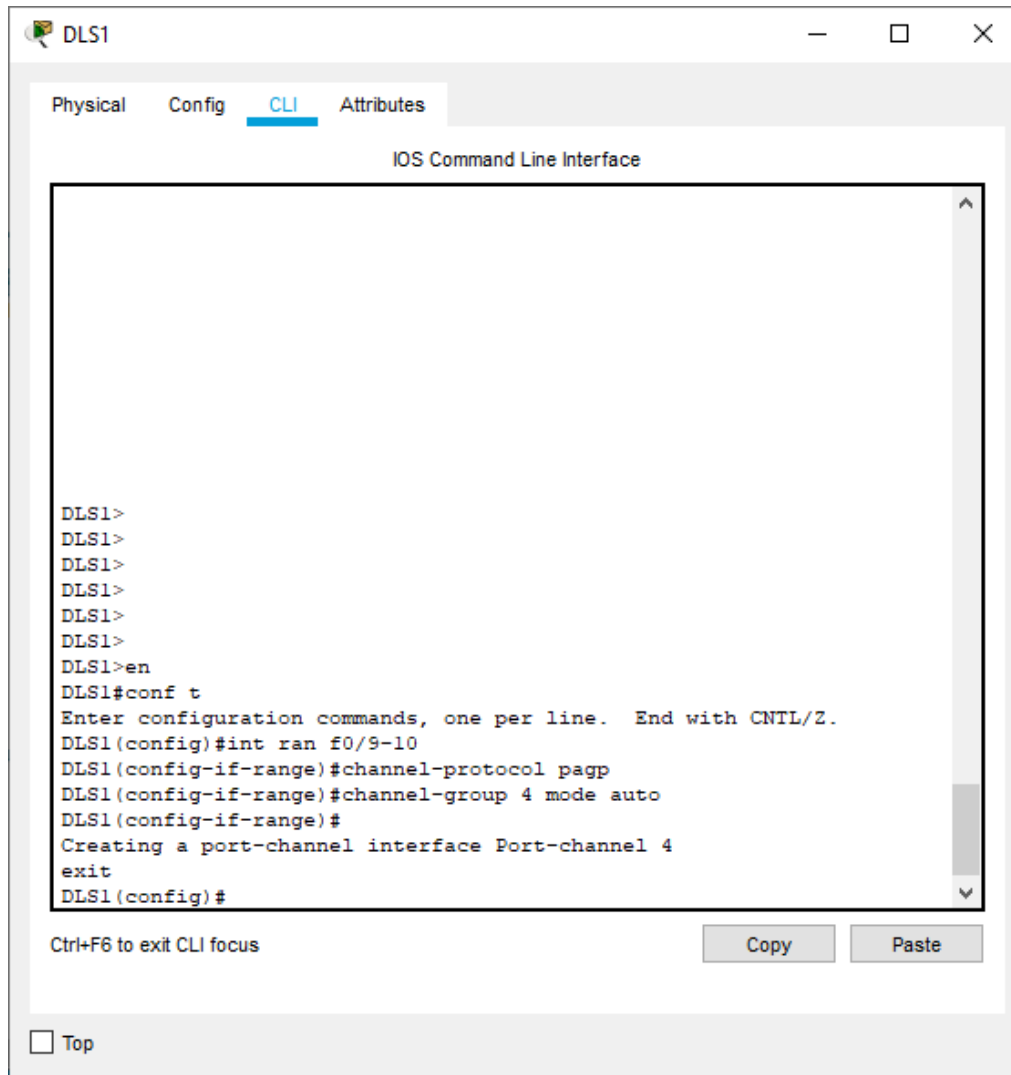 DLS1
Physical Config CLI Attributes
IOS Command Line Interface
DLS1>
DLS1>
DLS1>
DLS1>
DLS1>
DLS1>
DLS1>en
DLS1#conf t
Enter configuration commands, one per line.  End with CNTL/Z.
DLS1(config)#int ran f0/9-10
DLS1(config-if-range)#channel-protocol pagp
DLS1(config-if-range)#channel-group 4 mode auto
DLS1(config-if-range)#
Creating a port-channel interface Port-channel 4
exit
DLS1(config)#
Ctrl+F6 to exit CLI focus
Copy Paste
Top